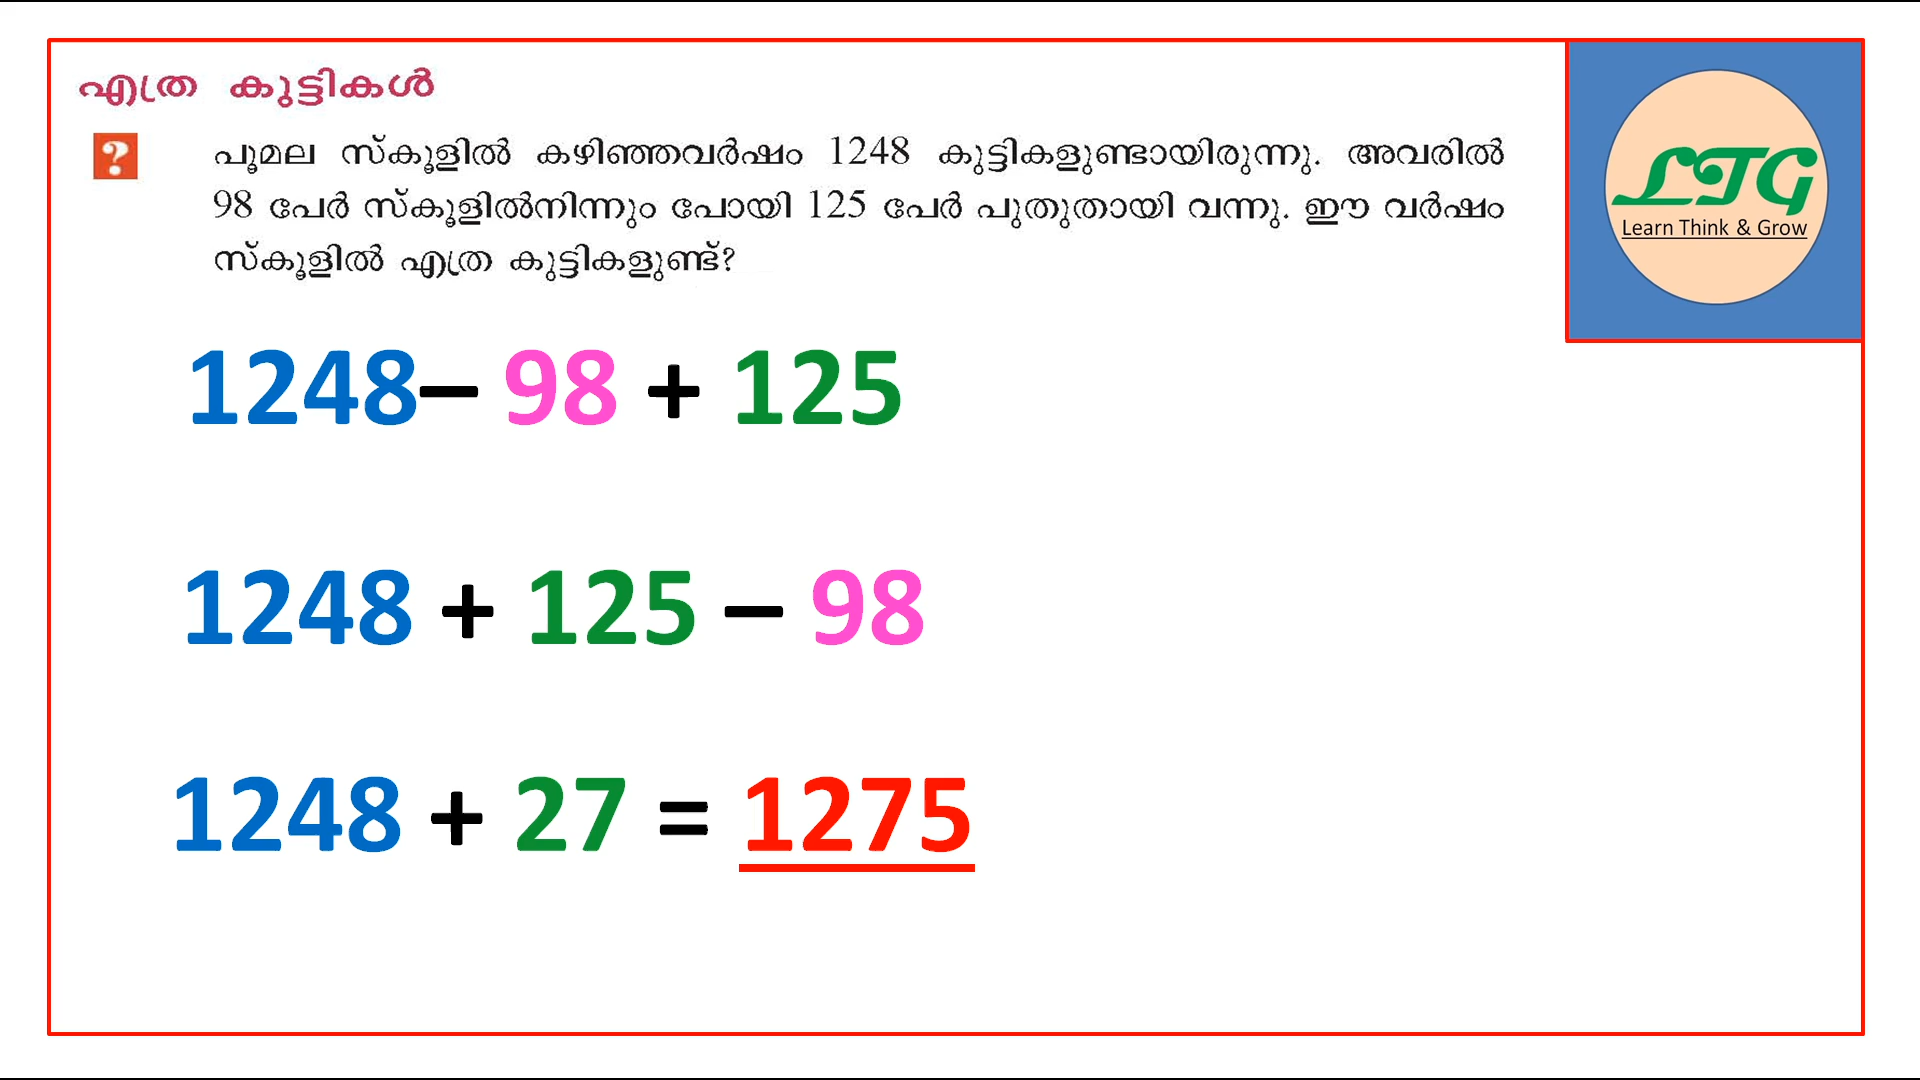 എത്ര കുട്ടികൾ
?
പൂമല സ്കൂളിൽ കഴിഞ്ഞവർഷം 1248 കുട്ടികളുണ്ടായിരുന്നു. അവരിൽ
98 പേർ സ്കൂളിൽനിന്നും പോയി 125 പേർ പുതുതായി വന്നു. ഈ വർഷം
സ്കൂളിൽ എത്ര കുട്ടികളുണ്ട്?
LTG
Learn Think & Grow
1248– 98 + 125
1248 + 125 – 98
1248 + 27 = 1275